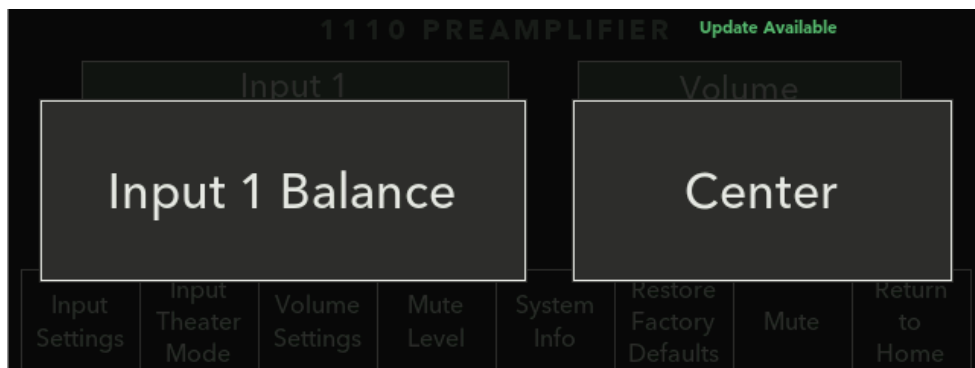 1110 PREAMPLIFIER Update Available
Input 1 Volume
Input 1 Balance Center
Input Settings
Input Theater Mode
Volume Settings
Mute Level
System Info
Restore Factory Defaults
Mute
Return to Home